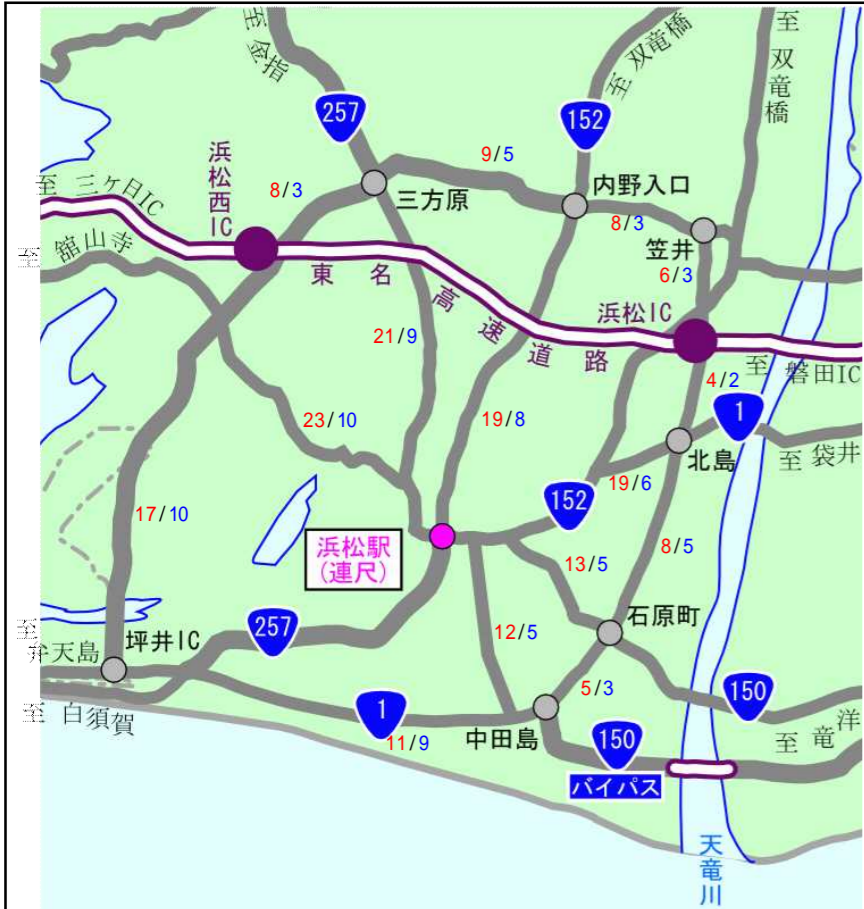 至 金指
至 双竜橋
至 双竜橋
257
152
9/5
浜松西IC
8/3
三方原
内野入口
8/3
笠井
至 三ケ日IC
至 舘山寺
6/3
東名高速道路
浜松IC
21/9
至 磐田IC
4/2
1
23/10
19/8
北島
至 袋井
19/6
17/10
152
浜松駅
(連尺)
8/5
13/5
石原町
12/5
257
至 弁天島
坪井IC
5/3
150
至 白須賀
1
中田島
11/9
150
至 竜洋
バイパス
天竜川